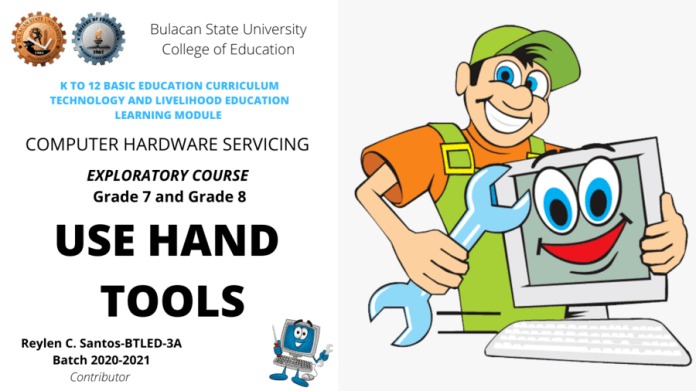 Bulacan State University
College of Education
K TO 12 BASIC EDUCATION CURRICULUM
TECHNOLOGY AND LIVELIHOOD EDUCATION
LEARNING MODULE
COMPUTER HARDWARE SERVICING
EXPLORATORY COURSE
Grade 7 and Grade 8
USE HAND
TOOLS
Reylen C. Santos-BTLED-3A
Batch 2020-2021
Contributor